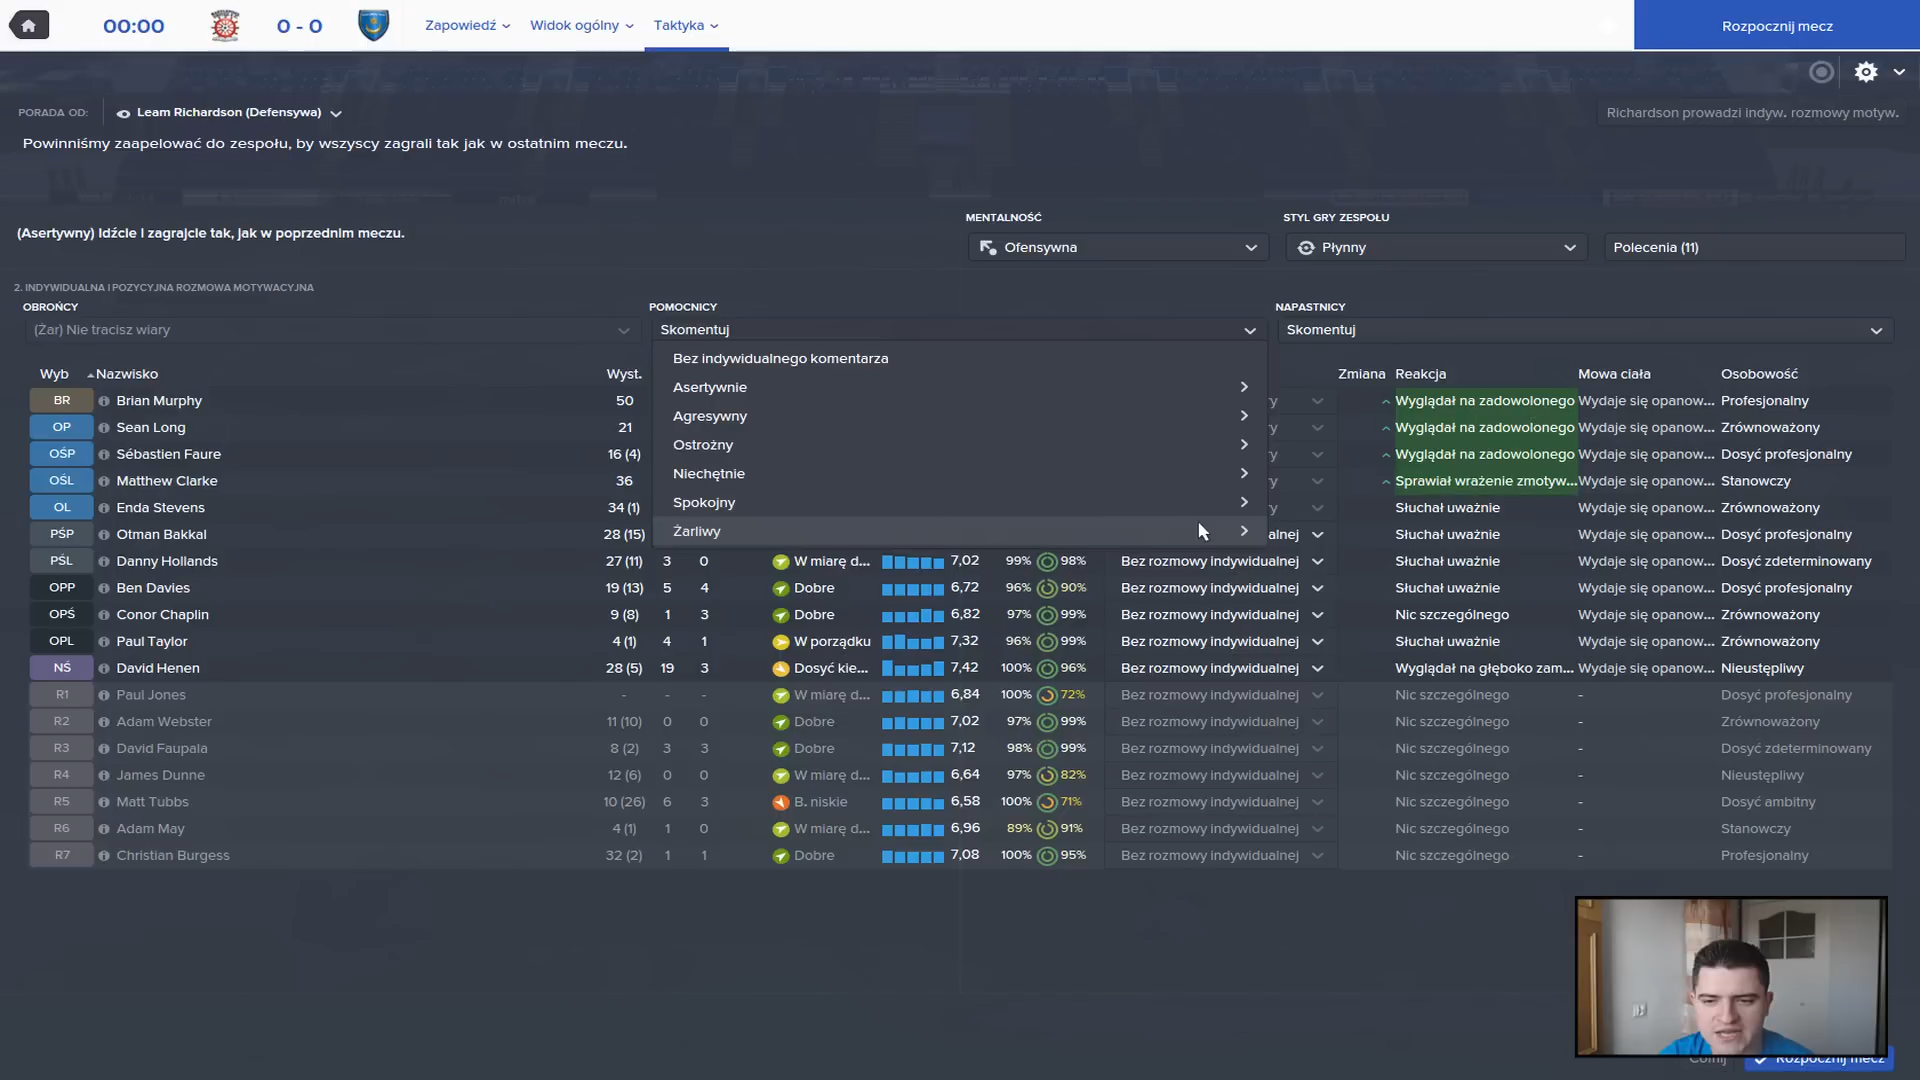 00:00 0 - 0 Zapowiedź Widok ogólny Taktyka Rozpocznij mecz
PORADA OD: Leam Richardson (Defensywa) Richardson prowadzi indyw. rozmowy motyw.
Powinniśmy zaapelować do zespołu, by wszyscy zagrali tak jak w ostatnim meczu.
MENTALNOŚĆ STYL GRY ZESPOŁU
(Asertywny) Idźcie i zagrajcie tak, jak w poprzednim meczu.
Ofensywna Płynny Polecenia (11)
2. INDYWIDUALNA I POZYCYJNA ROZMOWA MOTYWACYJNA
OBROŃCY POMOCNICY NAPASTNICY
(Żar) Nie tracisz wiary Skomentuj Skomentuj
Bez indywidualnego komentarza
Asertywnie
Agresywny
Ostrożny
Niechętnie
Spokojny
Żarliwy
Wyb Nazwisko Wyst. Zmiana Reakcja Mowa ciała Osobowość
BR Brian Murphy 50 ry Wyglądał na zadowolonego Wydaje się opanow... Profesjonalny
OP Sean Long 21 ry Wyglądał na zadowolonego Wydaje się opanow... Zrównoważony
OŚP Sébastien Faure 16 (4) ry Wyglądał na zadowolonego Wydaje się opanow... Dosyć profesjonalny
OŚL Matthew Clarke 36 ry Sprawiał wrażenie zmotyw... Wydaje się opanow... Stanowczy
OL Enda Stevens 34 (1) ry Słuchał uważnie Wydaje się opanow... Zrównoważony
PŚP Otman Bakkal 28 (15) alnej Słuchał uważnie Wydaje się opanow... Dosyć profesjonalny
PŚL Danny Hollands 27 (11) 3 0 W miarę d... 7,02 99% 98% Bez rozmowy indywidualnej Słuchał uważnie Wydaje się opanow... Dosyć zdeterminowany
OPP Ben Davies 19 (13) 5 4 Dobre 6,72 96% 90% Bez rozmowy indywidualnej Słuchał uważnie Wydaje się opanow... Dosyć profesjonalny
OPŚ Conor Chaplin 9 (8) 1 3 Dobre 6,82 97% 99% Bez rozmowy indywidualnej Nic szczególnego Wydaje się opanow... Zrównoważony
OPL Paul Taylor 4 (1) 4 1 W porządku 7,32 96% 99% Bez rozmowy indywidualnej Słuchał uważnie Wydaje się opanow... Zrównoważony
NŚ David Henen 28 (5) 19 3 Dosyć kie... 7,42 100% 96% Bez rozmowy indywidualnej Wyglądał na głęboko zam... Wydaje się opanow... Nieustępliwy
R1 Paul Jones - - - W miarę d... 6,84 100% 72% Bez rozmowy indywidualnej Nic szczególnego - Dosyć profesjonalny
R2 Adam Webster 11 (10) 0 0 Dobre 7,02 97% 99% Bez rozmowy indywidualnej Nic szczególnego - Zrównoważony
R3 David Faupala 8 (2) 3 3 Dobre 7,12 98% 99% Bez rozmowy indywidualnej Nic szczególnego - Dosyć zdeterminowany
R4 James Dunne 12 (6) 0 0 W miarę d... 6,64 97% 82% Bez rozmowy indywidualnej Nic szczególnego - Nieustępliwy
R5 Matt Tubbs 10 (26) 6 3 B. niskie 6,58 100% 71% Bez rozmowy indywidualnej Nic szczególnego - Dosyć ambitny
R6 Adam May 4 (1) 1 0 W miarę d... 6,96 89% 91% Bez rozmowy indywidualnej Nic szczególnego - Stanowczy
R7 Christian Burgess 32 (2) 1 1 Dobre 7,08 100% 95% Bez rozmowy indywidualnej Nic szczególnego - Profesjonalny
Cofnij Rozpocznij mecz